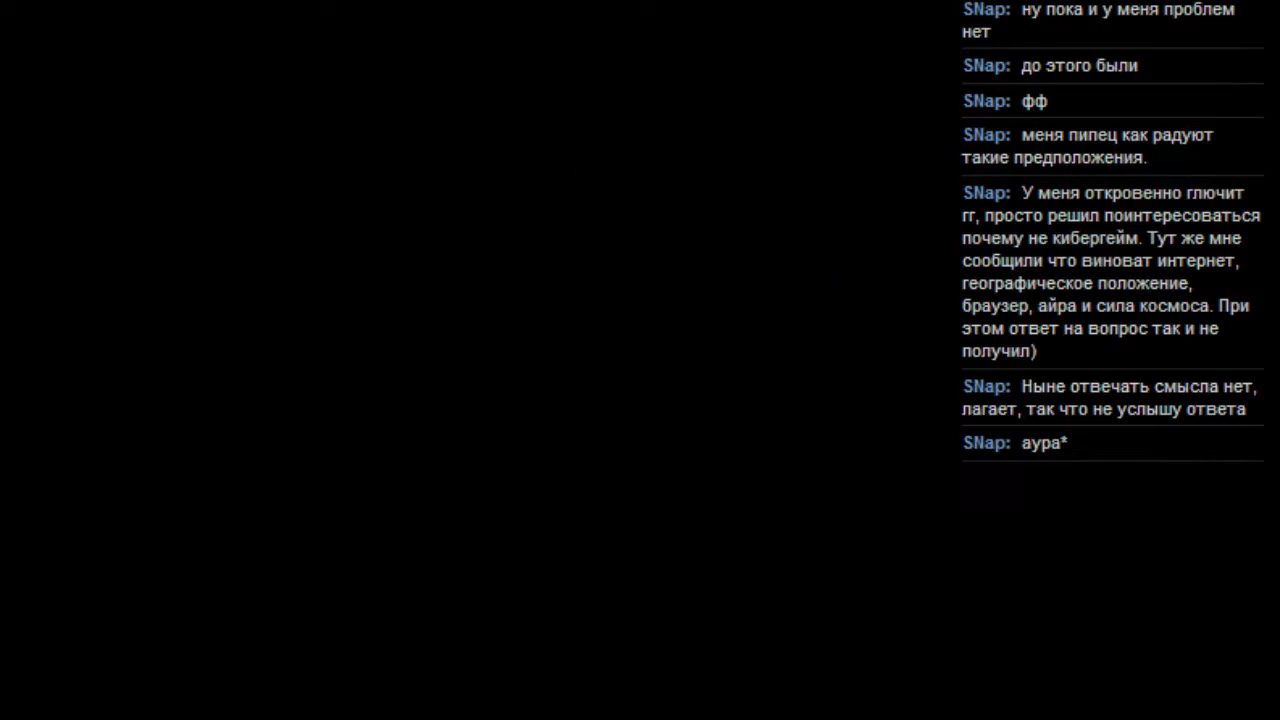 SNap: ну пока и у меня проблем
нет
SNap: до этого были
SNap: фф
SNap: меня пипец как радуют
такие предположения.
SNap: У меня откровенно глючит
гг, просто решил поинтересоваться
почему не кибергейм. Тут же мне
сообщили что виноват интернет,
географическое положение,
браузер, айра и сила космоса. При
этом ответ на вопрос так и не
получил)
SNap: Ныне отвечать смысла нет,
лагает, так что не услышу ответа
SNap: аура*